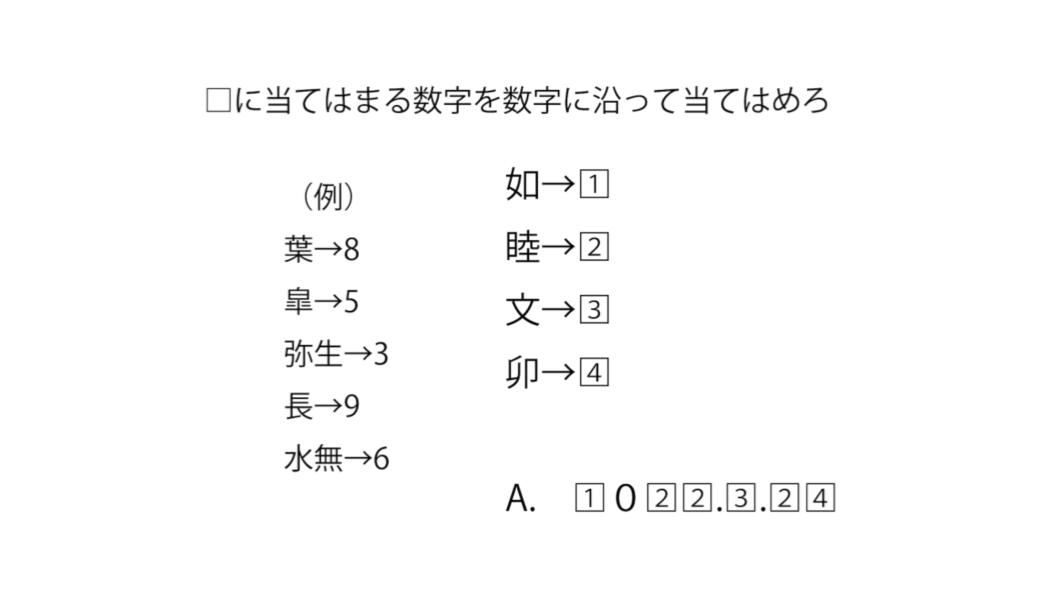 □に当てはまる数字を数字に沿って当てはめろ
（例）
葉→8
皐→5
弥生→3
長→9
水無→6
如→1
睦→2
文→3
卯→4
A. 1 0 2 2.3.2 4